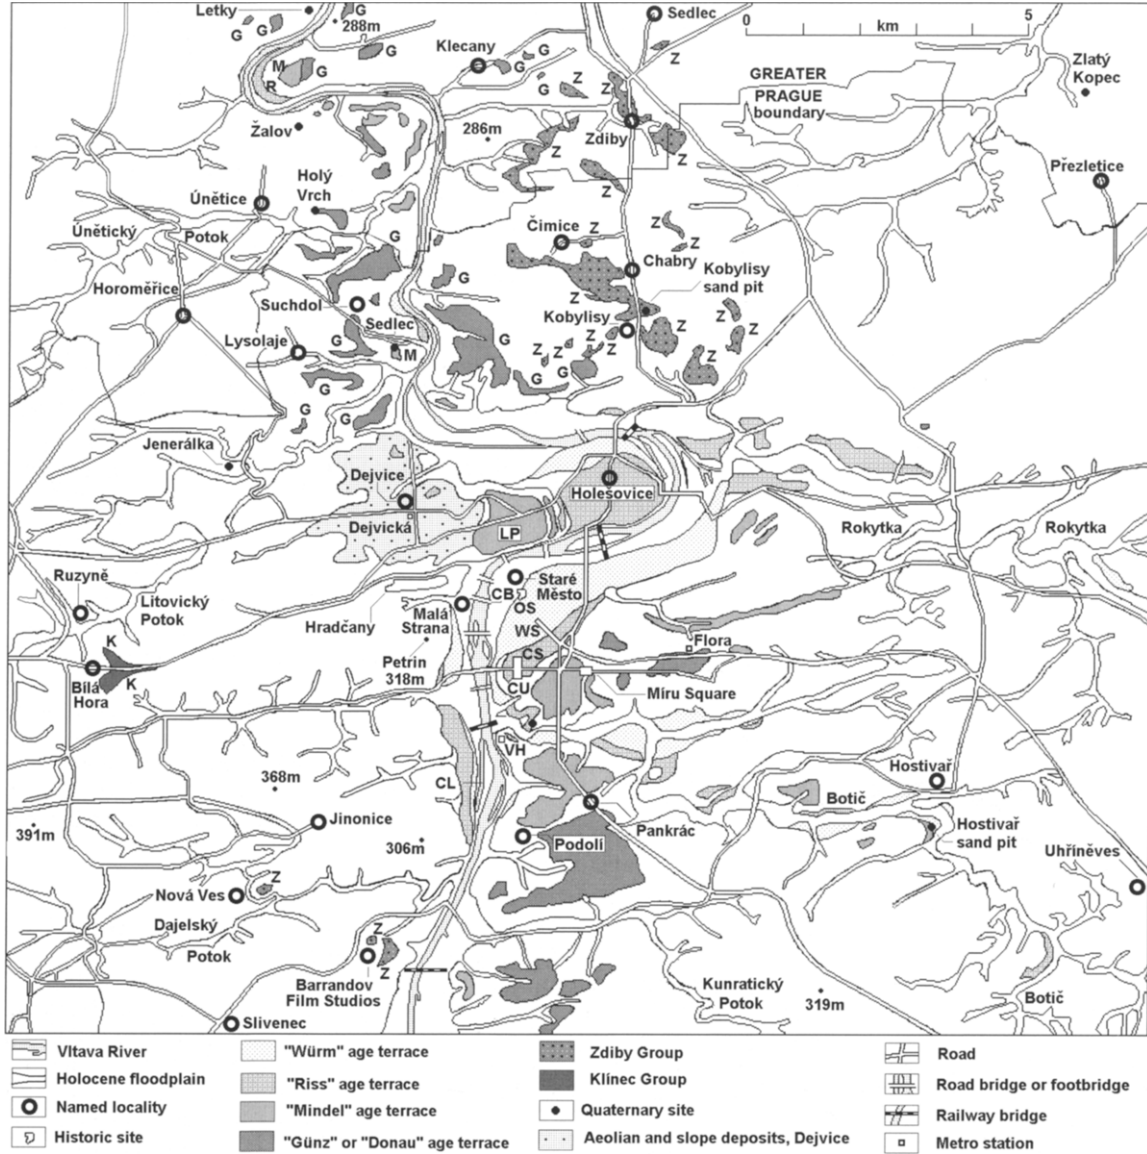 Letky
288m
G
G
G
Sedlec
0
km
5
Klecany
G
G
G
Z
Z
GREATER
PRAGUE
boundary
Zlatý
Kopec
M
G
R
Žalov
286m
Zdiby
Z
Z
Z
Z
G
Přezletice
Holý
Vrch
Únětice
Únětický
Potok
Čimice
Z
Z
Z
G
Chabry
Kobylisy
sand pit
G
Horoměřice
Suchdol
Sedlec
Kobylisy
Z
Z
Z
Lysolaje
G
M
G
Z
Z
Z
Z
G
G
Z
G
G
G
Jenerálka
Dejvice
Holešovice
Dejvická
LP
Rokytka
Rokytka
Ruzyně
Litovický
Potok
Staré
Město
CB
OS
Hradčany
Malá
Strana
WS
Flora
K
Petrin
318m
CS
K
CU
Míru Square
Bílá
Hora
VH
368m
CL
Hostivař
Botič
391m
Jinonice
306m
Podolí
Pankrác
Hostivař
sand pit
Uhříněves
Nová Ves
Z
Dajelský
Potok
Z
Z
Barrandov
Film Studios
Kunratický
Potok
319m
Botič
Slivenec
Vltava River
Holocene floodplain
Named locality
Historic site
"Würm" age terrace
"Riss" age terrace
"Mindel" age terrace
"Günz" or "Donau" age terrace
Zdiby Group
Klínec Group
Quaternary site
Aeolian and slope deposits, Dejvice
Road
Road bridge or footbridge
Railway bridge
Metro station